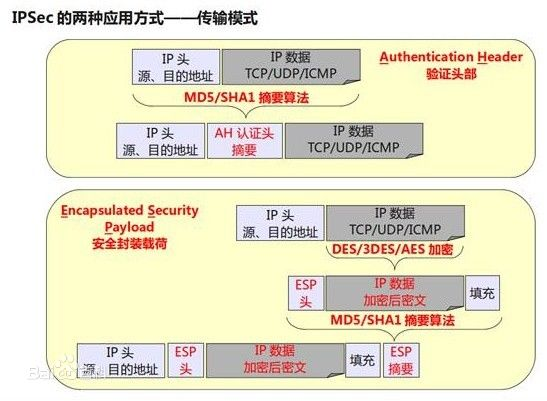 IPSec 的两种应用方式——传输模式
IP 头
源、目的地址
IP 数据
TCP/UDP/ICMP
Authentication Header
验证头部
MD5/SHA1 摘要算法
IP 头
源、目的地址
AH 认证头
摘要
IP 数据
TCP/UDP/ICMP
Encapsulated Security
Payload
安全封装载荷
IP 头
源、目的地址
IP 数据
TCP/UDP/ICMP
DES/3DES/AES 加密
ESP
头
IP 数据
加密后密文
填充
MD5/SHA1 摘要算法
IP 头
源、目的地址
ESP
头
IP 数据
加密后密文
填充
ESP
摘要
Bai百科